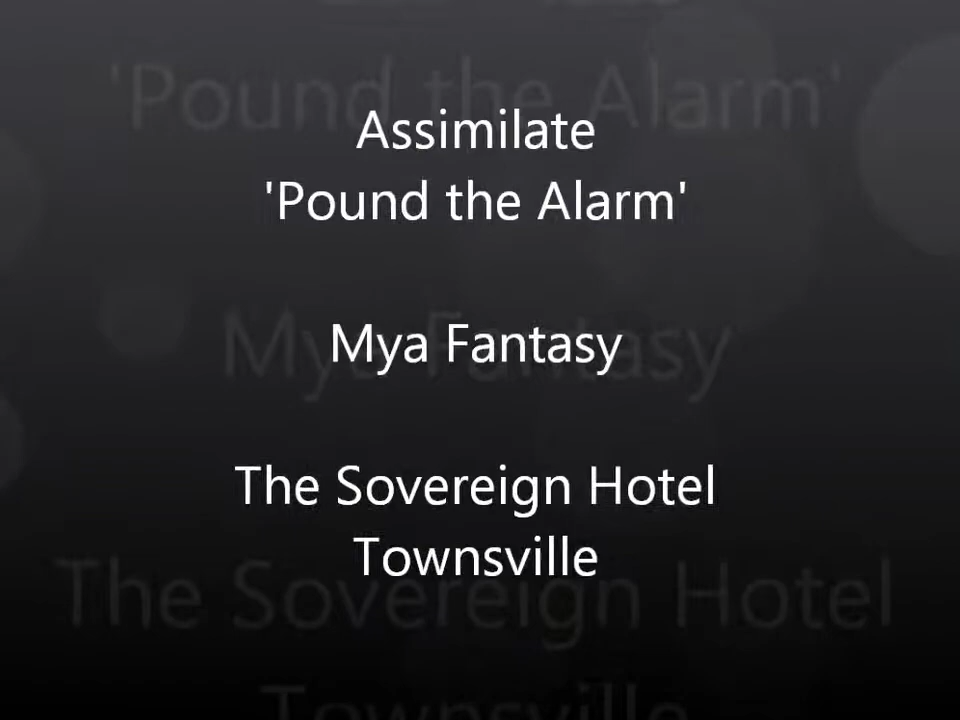 Assimilate
'Pound the Alarm'
Mya Fantasy
The Sovereign Hotel
Townsville